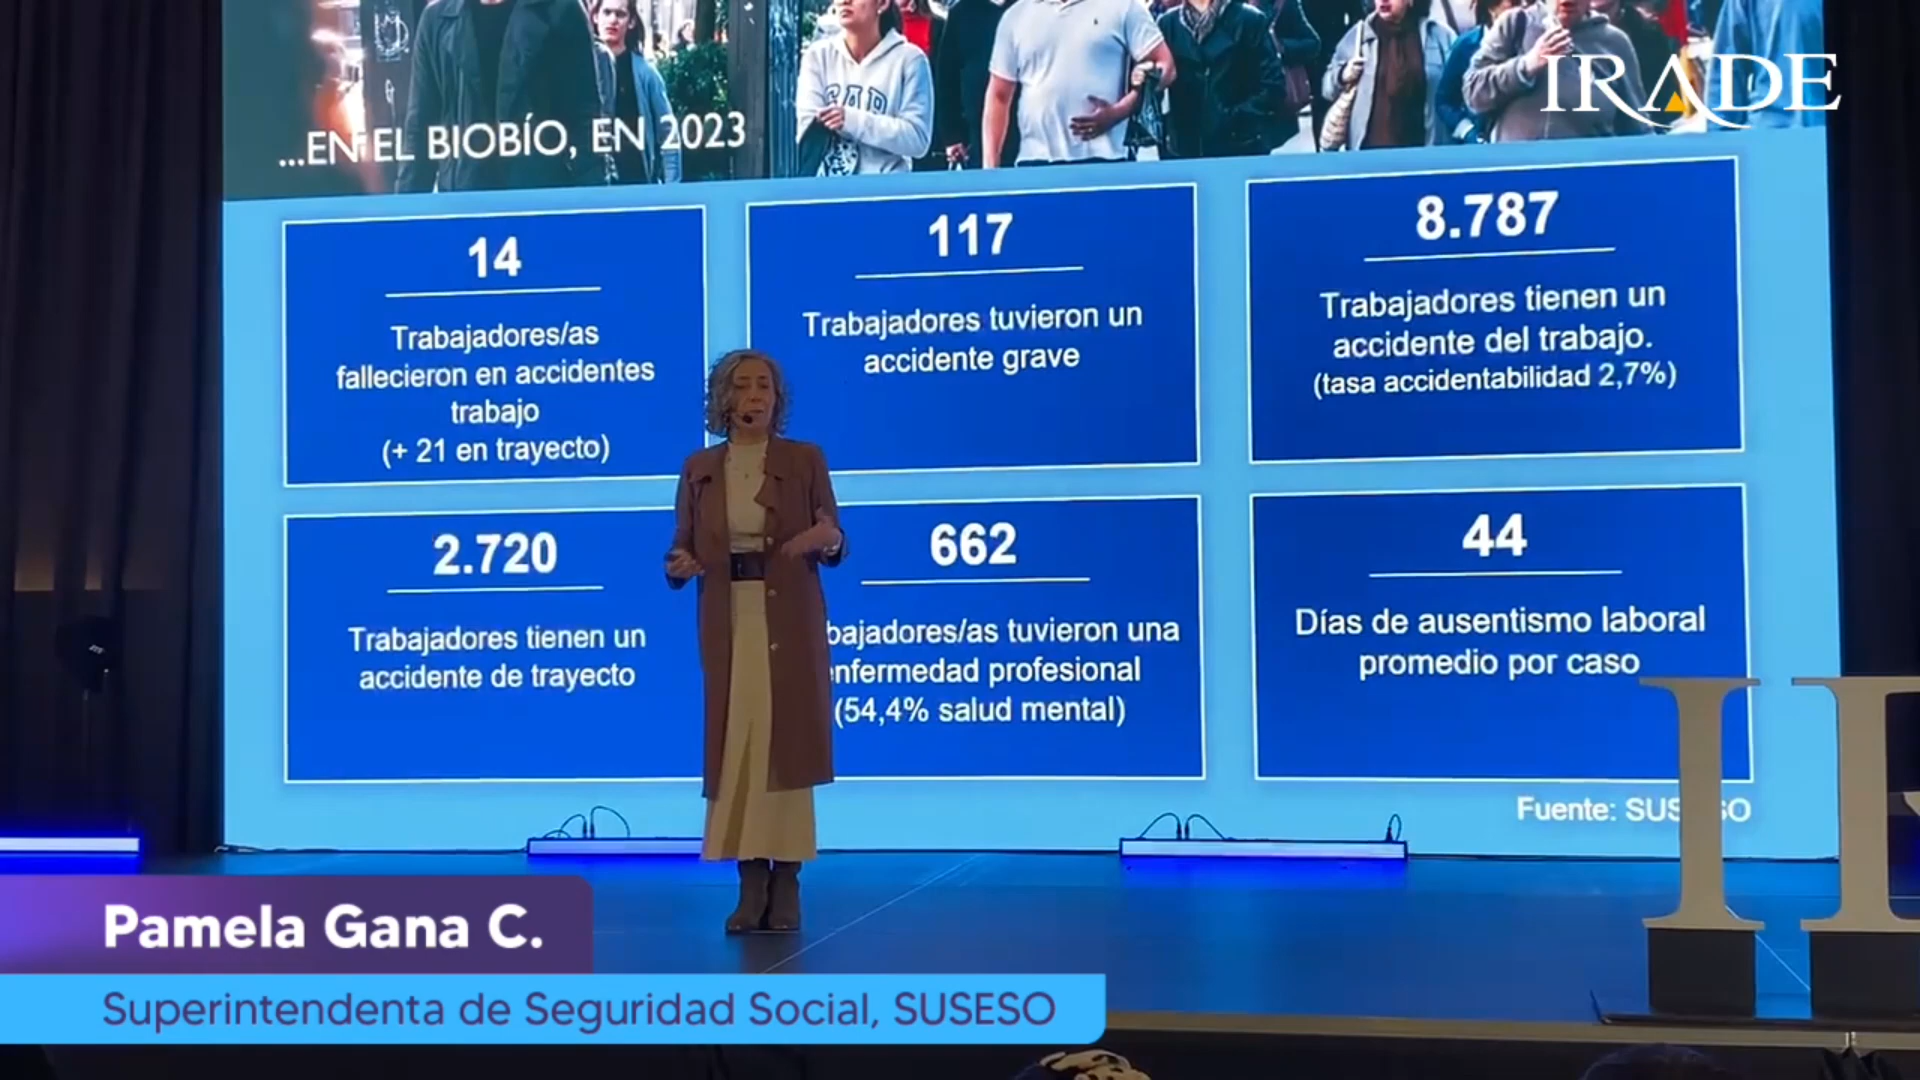 IRADE
GAP
...EN EL BIOBÍO, EN 2023
14
Trabajadores/as
fallecieron en accidentes
trabajo
(+ 21 en trayecto)
117
Trabajadores tuvieron un
accidente grave
8.787
Trabajadores tienen un
accidente del trabajo.
(tasa accidentabilidad 2,7%)
2.720
Trabajadores tienen un
accidente de trayecto
662
bajadores/as tuvieron una
nfermedad profesional
(54,4% salud mental)
44
Días de ausentismo laboral
promedio por caso
Fuente: SUSESO
Pamela Gana C.
Superintendenta de Seguridad Social, SUSESO